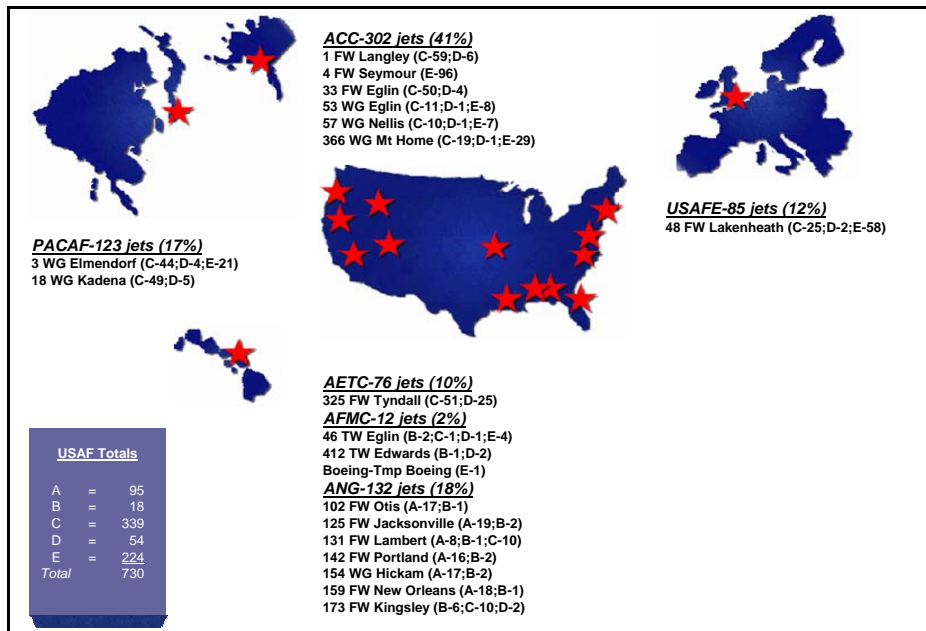 ACC-302 jets (41%)
1 FW Langley (C-59;D-6)
4 FW Seymour (E-96)
33 FW Eglin (C-50;D-4)
53 WG Eglin (C-11;D-1;E-8)
57 WG Nellis (C-10;D-1;E-7)
366 WG Mt Home (C-19;D-1;E-29)
USAFE-85 jets (12%)
48 FW Lakenheath (C-25;D-2;E-58)
PACAF-123 jets (17%)
3 WG Elmendorf (C-44;D-4;E-21)
18 WG Kadena (C-49;D-5)
AETC-76 jets (10%)
325 FW Tyndall (C-51;D-25)
AFMC-12 jets (2%)
46 TW Eglin (B-2;C-1;D-1;E-4)
412 TW Edwards (B-1;D-2)
Boeing-Tmp Boeing (E-1)
ANG-132 jets (18%)
102 FW Otis (A-17;B-1)
125 FW Jacksonville (A-19;B-2)
131 FW Lambert (A-8;B-1;C-10)
142 FW Portland (A-16;B-2)
154 WG Hickam (A-17;B-2)
159 FW New Orleans (A-18;B-1)
173 FW Kingsley (B-6;C-10;D-2)
USAF Totals
A = 95
B = 18
C = 339
D = 54
E = 224
Total 730